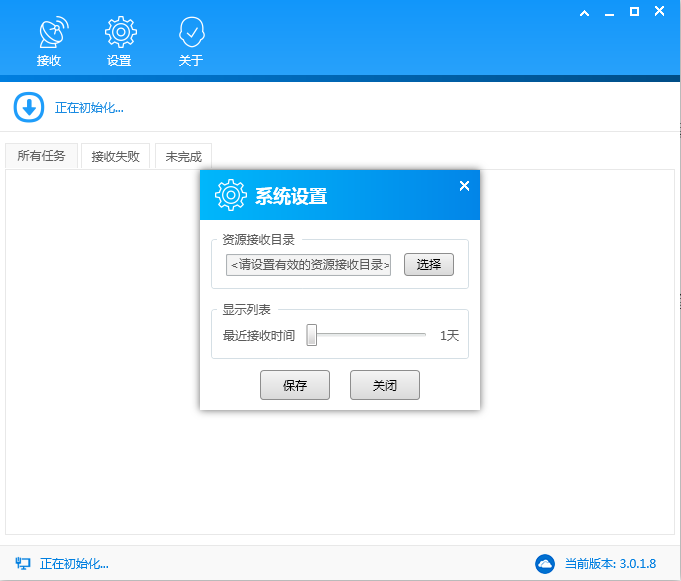 接收
设置
关于
正在初始化...
所有任务
接收失败
未完成
系统设置
资源接收目录
<请设置有效的资源接收目录>
选择
显示列表
最近接收时间
1天
保存
关闭
正在初始化...
当前版本: 3.0.1.8